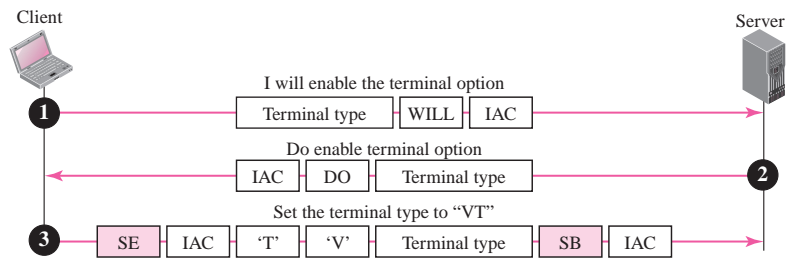 Client
Server
I will enable the terminal option
1
Terminal type WILL IAC
Do enable terminal option
IAC DO Terminal type
2
Set the terminal type to “VT”
3
SE IAC ‘T’ ‘V’ Terminal type SB IAC